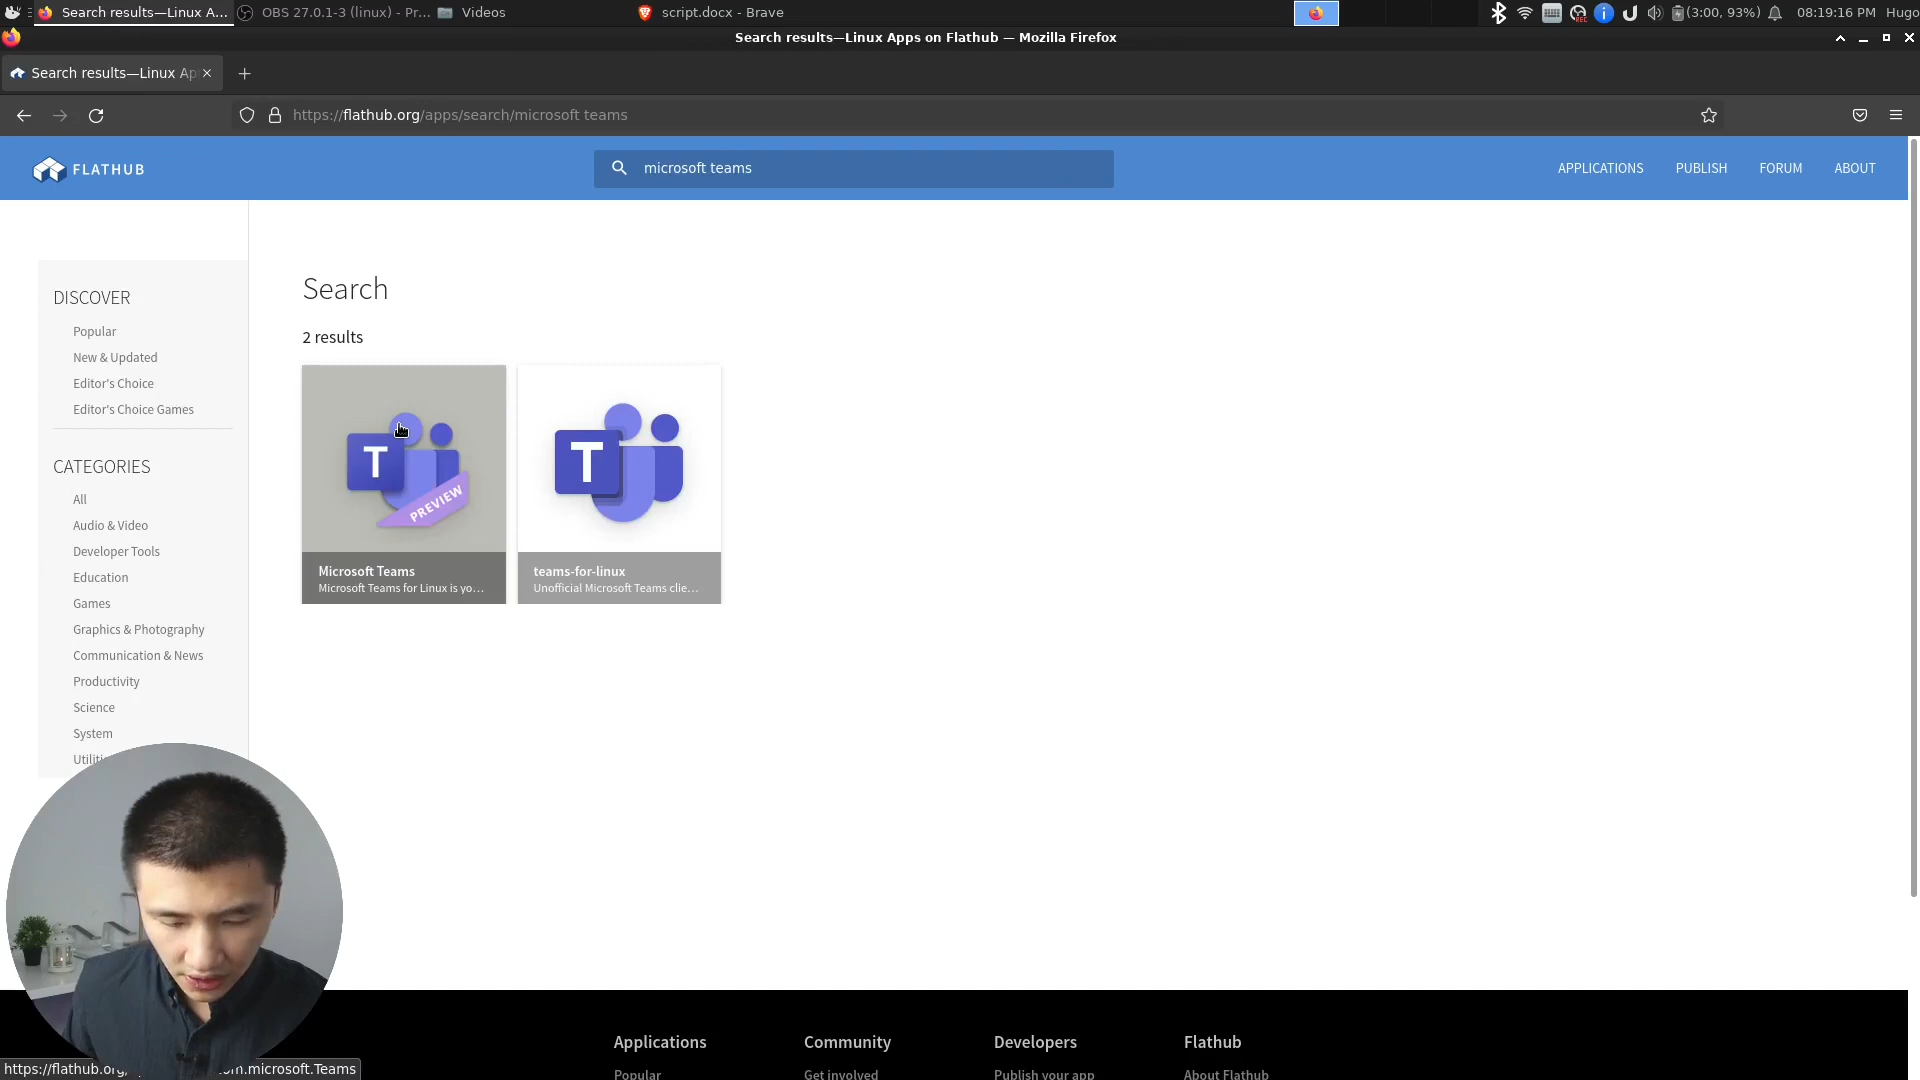 Search results—Linux A...
OBS 27.0.1-3 (linux) - Pr...
Videos
script.docx - Brave
REC
(3:00, 93%)
08:19:16 PM
Hugo
Search results—Linux Apps on Flathub — Mozilla Firefox
Search results—Linux Ap
https://flathub.org/apps/search/microsoft teams
FLATHUB
microsoft teams
APPLICATIONS
PUBLISH
FORUM
ABOUT
DISCOVER
Popular
New & Updated
Editor's Choice
Editor's Choice Games
CATEGORIES
All
Audio & Video
Developer Tools
Education
Games
Graphics & Photography
Communication & News
Productivity
Science
System
Search
2 results
T
PREVIEW
Microsoft Teams
Microsoft Teams for Linux is yo...
T
teams-for-linux
Unofficial Microsoft Teams clie...
Applications
Community
Developers
Flathub
Popular
Get involved
Publish your app
About Flathub
https://flathub.org
.microsoft.Teams